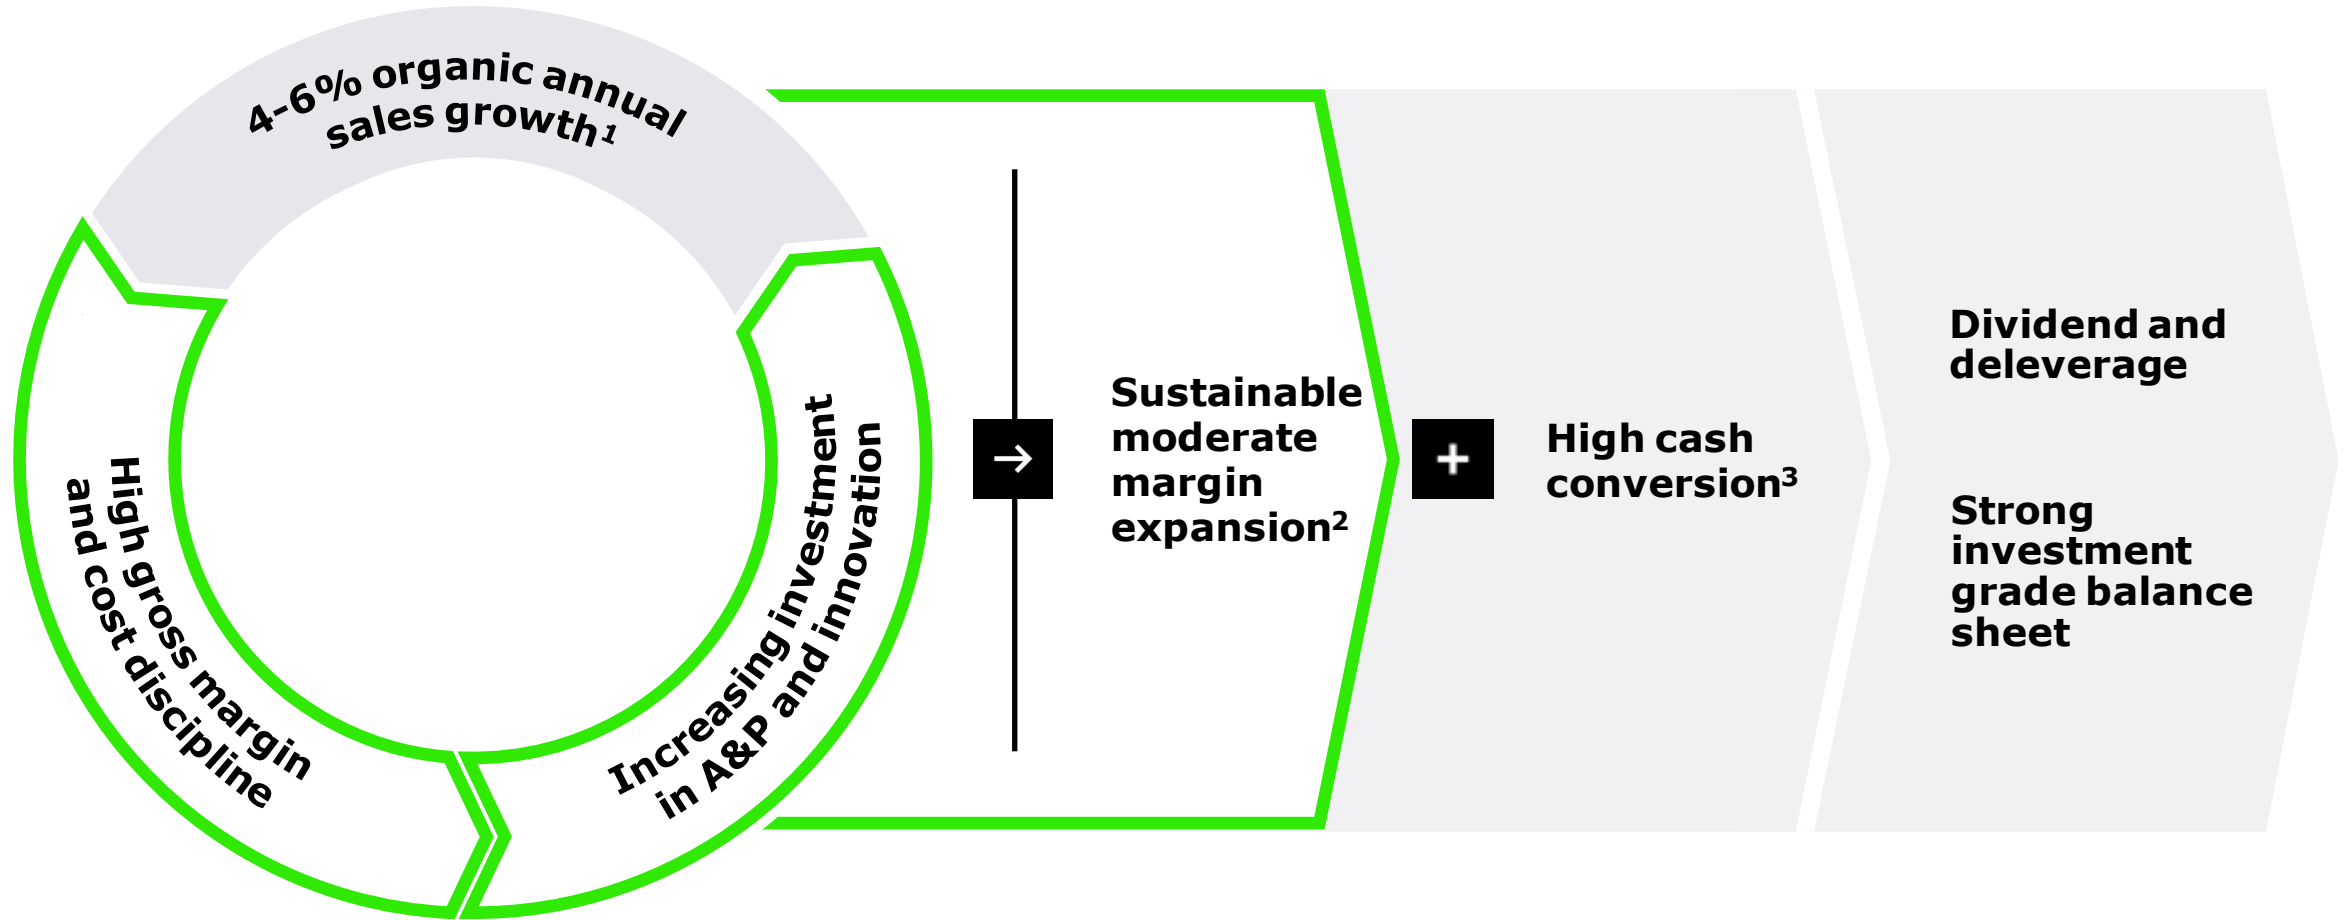 4–6% organic annual
sales growth¹
High gross margin
and cost discipline
Increasing investment
in A&P and innovation
Sustainable
moderate
margin
expansion²
High cash
conversion³
Dividend and
deleverage
Strong
investment
grade balance
sheet